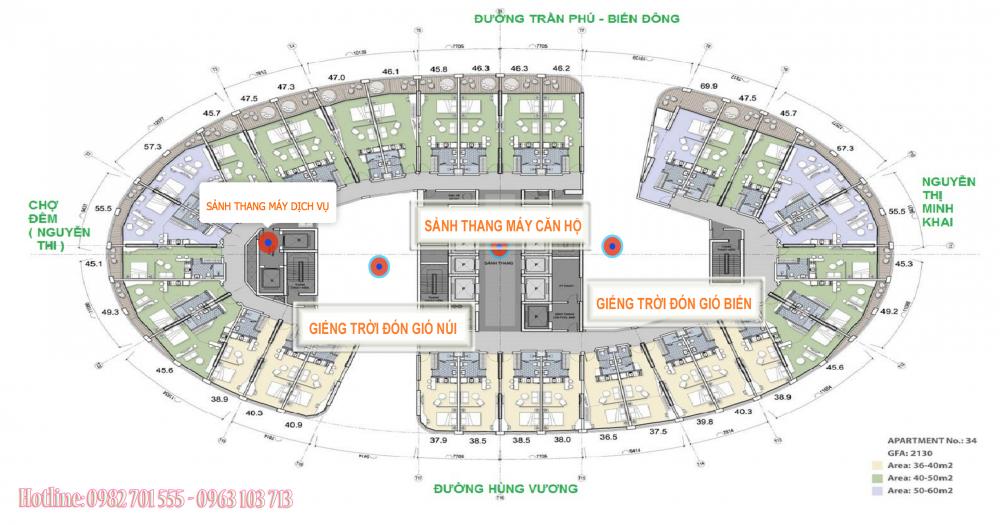 ĐƯỜNG TRẦN PHÚ - BIỂN ĐÔNG
7705
7705
10139
7812
46.1
45.8
46.3
46.3
46.2
47.0
47.3
47.5
45.7
57.3
55.5
69.9
47.5
45.7
57.3
55.5
CHỢ
ĐÊM
( NGUYỄN
THI )
NGUYỄN
THỊ
MINH
KHAI
SẢNH THANG MÁY DỊCH VỤ
SẢNH THANG MÁY CĂN HỘ
SẢNH THANG
GIẾNG TRỜI ĐÓN GIÓ NÚI
GIẾNG TRỜI ĐÓN GIÓ BIỂN
45.1
49.3
45.6
38.9
40.3
40.9
45.3
49.2
45.6
38.9
40.3
39.8
37.5
36.5
37.9
38.5
38.5
38.0
7705
7705
ĐƯỜNG HÙNG VƯƠNG
APARTMENT No.: 34
GFA: 2130
Area: 36-40m2
Area: 40-50m2
Area: 50-60m2
Hotline: 0982 701 555 - 0963 103 713